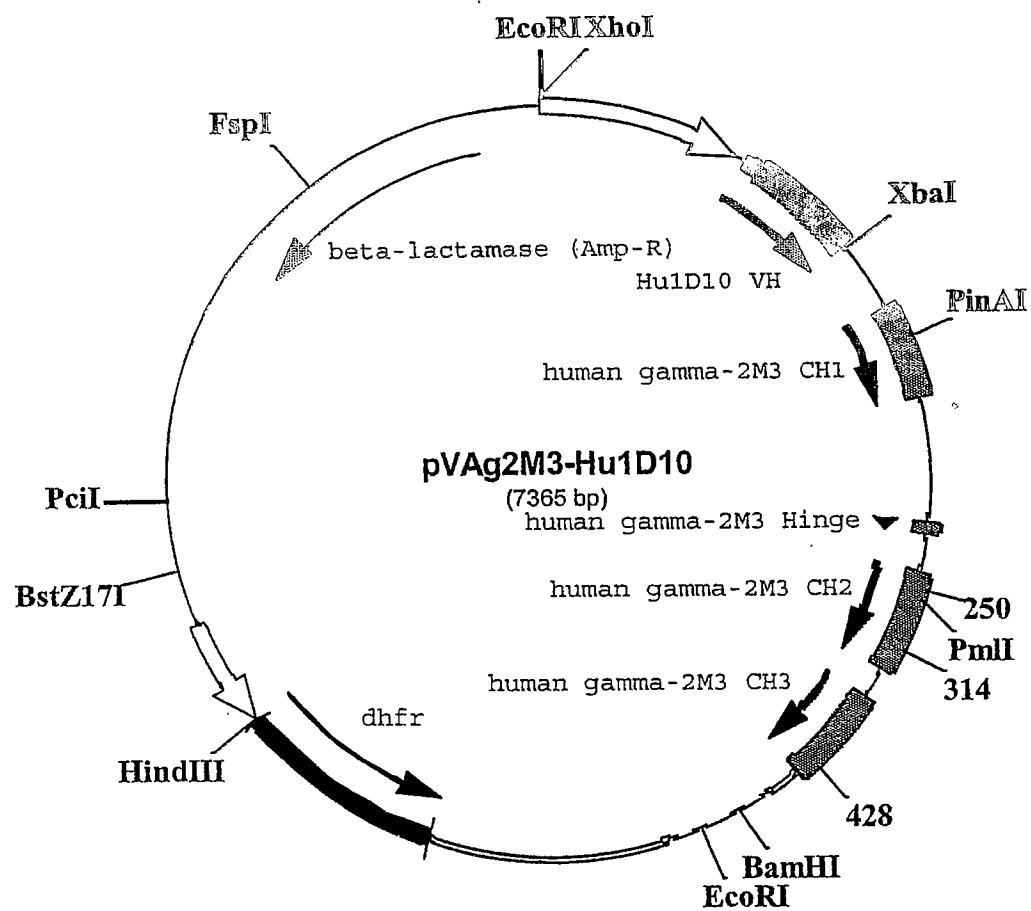 EcoRI XhoI
FspI
XbaI
beta-lactamase (Amp-R)
Hu1D10 VH
PinAI
human gamma-2M3 CH1
pVAg2M3-Hu1D10
(7365 bp)
PciI
human gamma-2M3 Hinge
BstZ17I
human gamma-2M3 CH2
250
PmlI
314
human gamma-2M3 CH3
dhfr
HindIII
428
BamHI
EcoRI